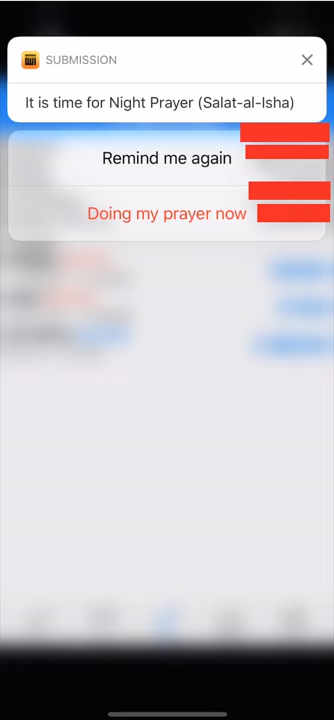 SUBMISSION
It is time for Night Prayer (Salat-al-Isha)
Remind me again
Doing my prayer now